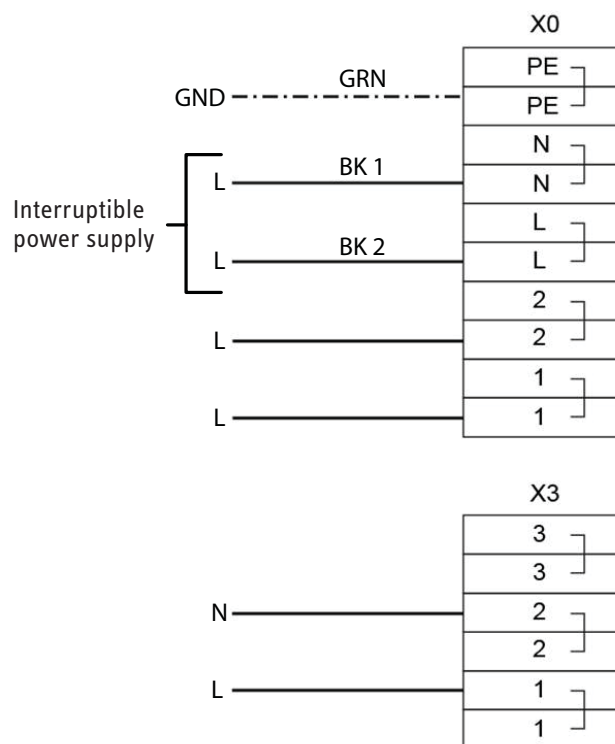 X0
PE
GND GRN PE
N
L BK 1 N
Interruptible
power supply
L
L BK 2 L
2
L 2
1
L 1
X3
3
3
N 2
2
L 1
1